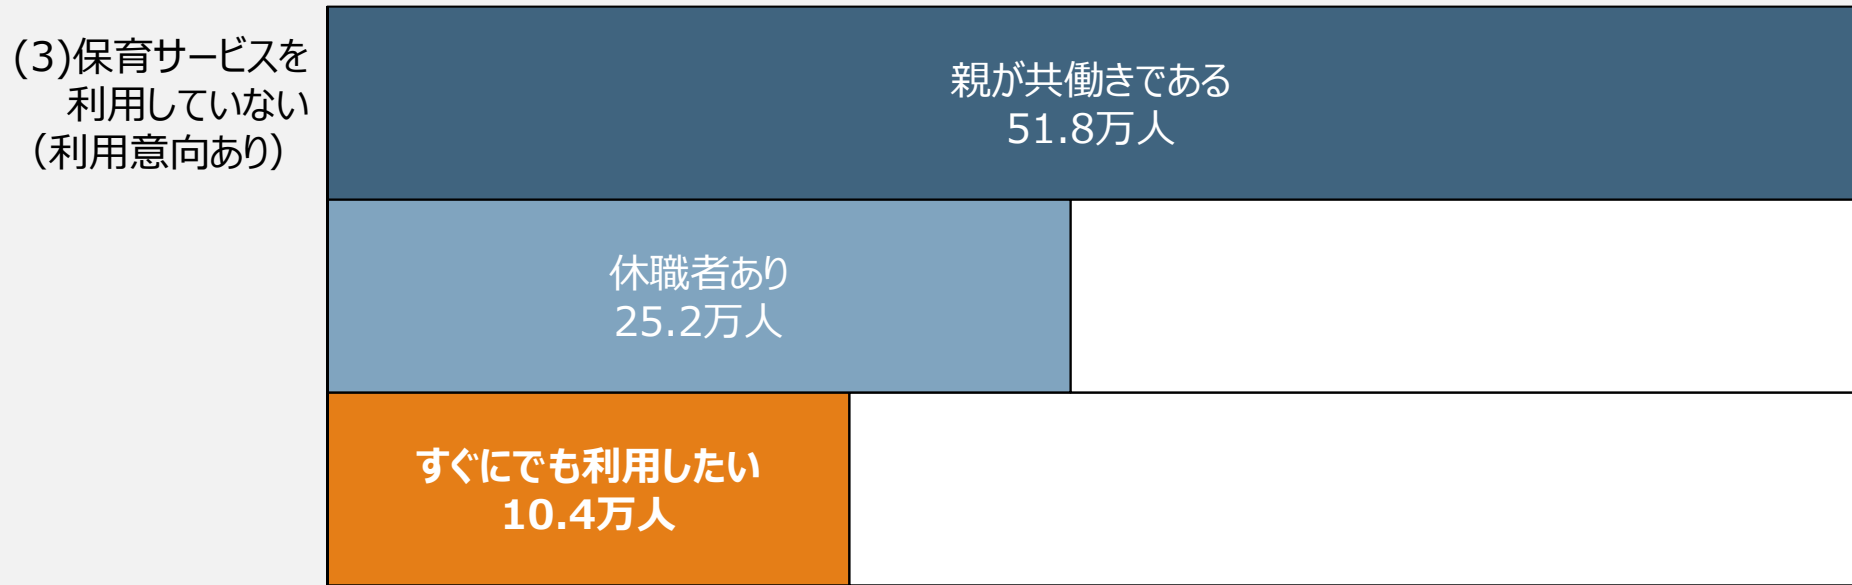 (3)保育サービスを
利用していない
（利用意向あり）
親が共働きである
51.8万人
休職者あり
25.2万人
すぐにでも利用したい
10.4万人